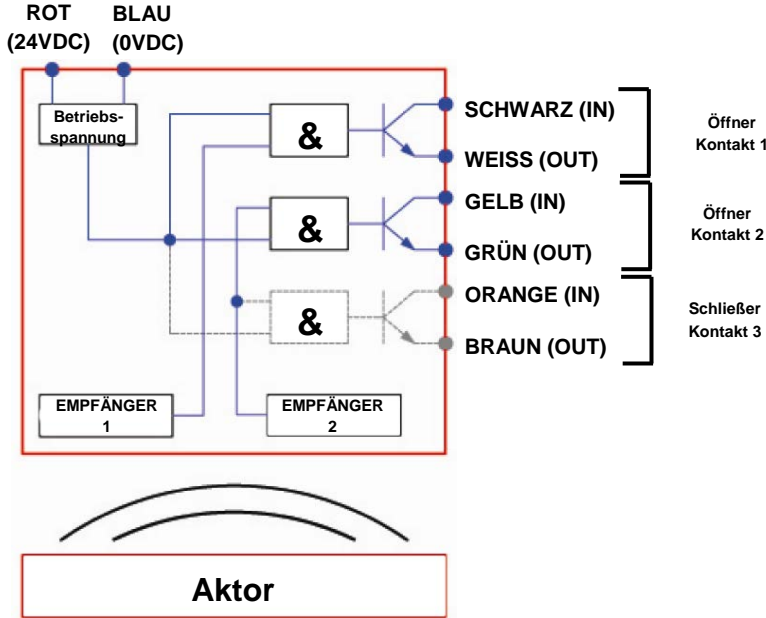 ROT
(24VDC)
BLAU
(0VDC)
Betriebs-
spannung
&
SCHWARZ (IN)
WEISS (OUT)
Öffner
Kontakt 1
&
GELB (IN)
GRÜN (OUT)
Öffner
Kontakt 2
&
ORANGE (IN)
BRAUN (OUT)
Schließer
Kontakt 3
EMPFÄNGER
1
EMPFÄNGER
2
Aktor